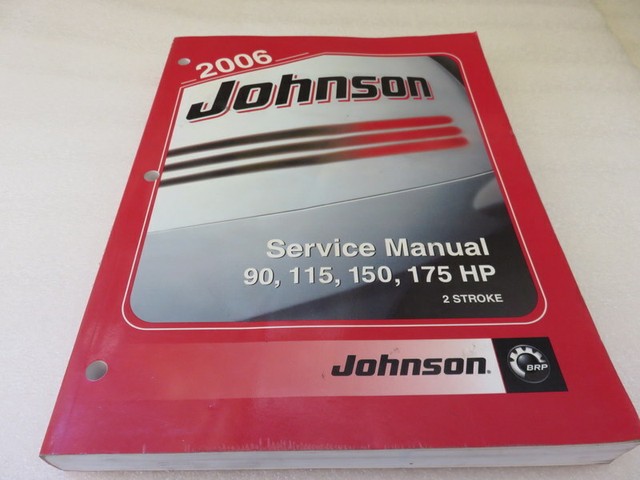 2006
Johnson
Service Manual
90, 115, 150, 175 HP
2 STROKE
Johnson.
BRP